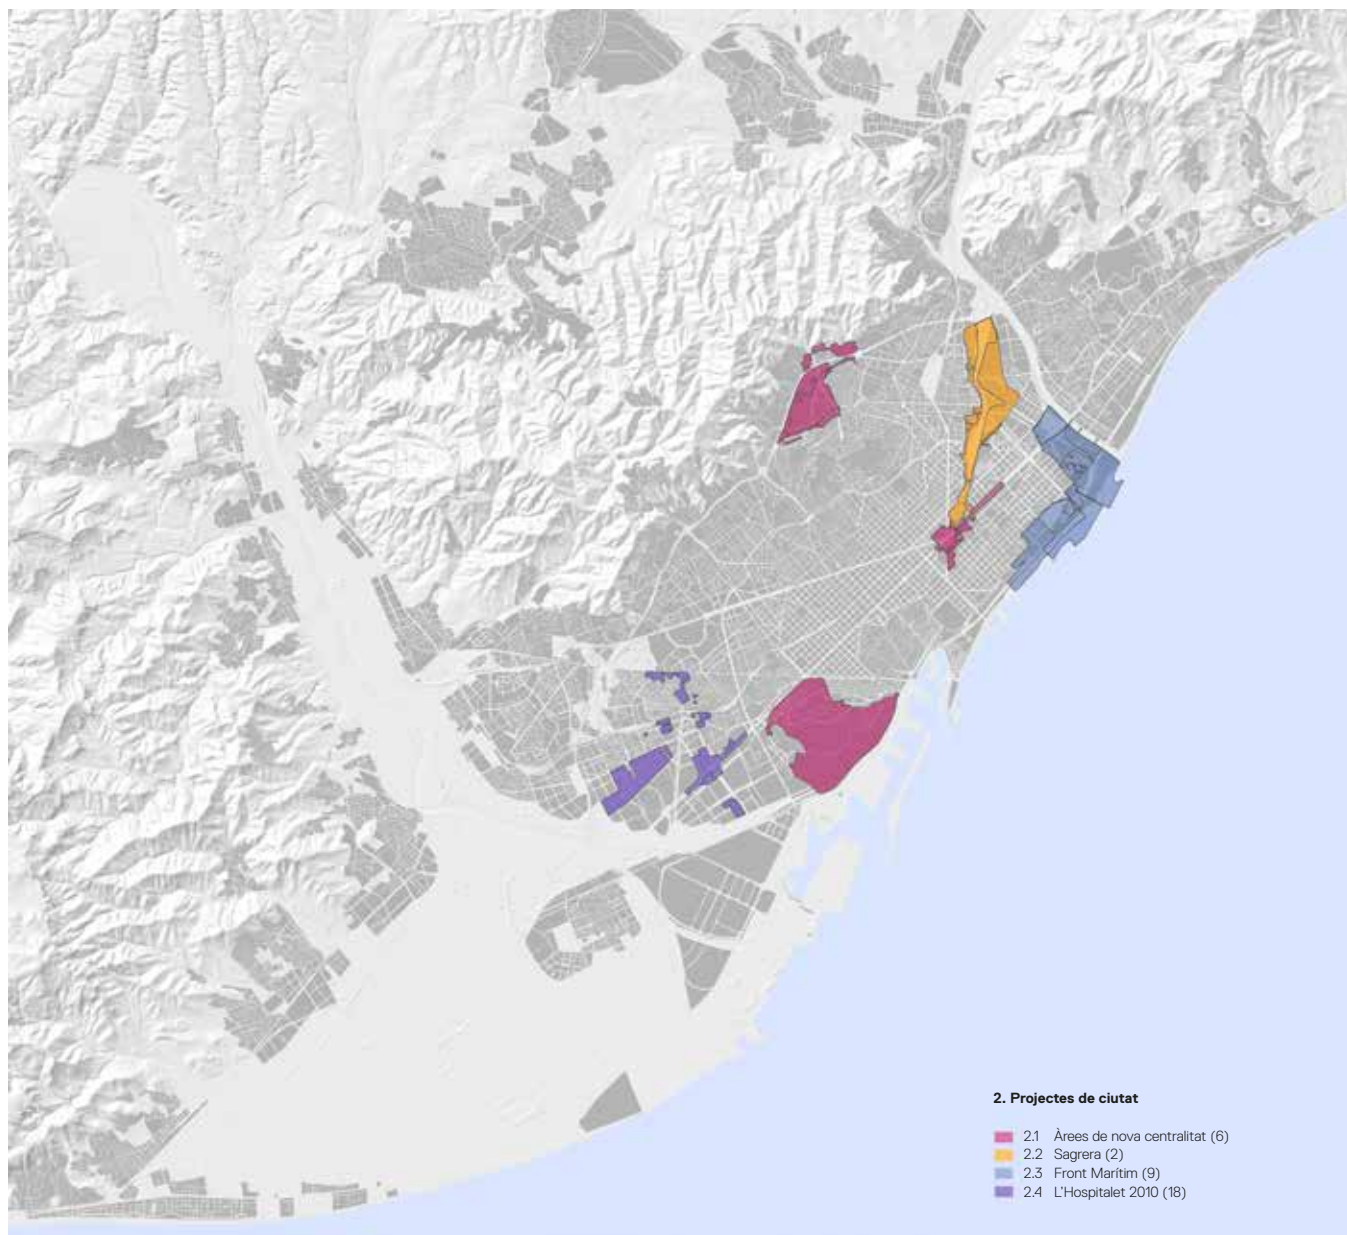 2. Projectes de ciutat
2.1 Àrees de nova centralitat (6)
2.2 Sagrera (2)
2.3 Front Marítim (9)
2.4 L'Hospitalet 2010 (18)